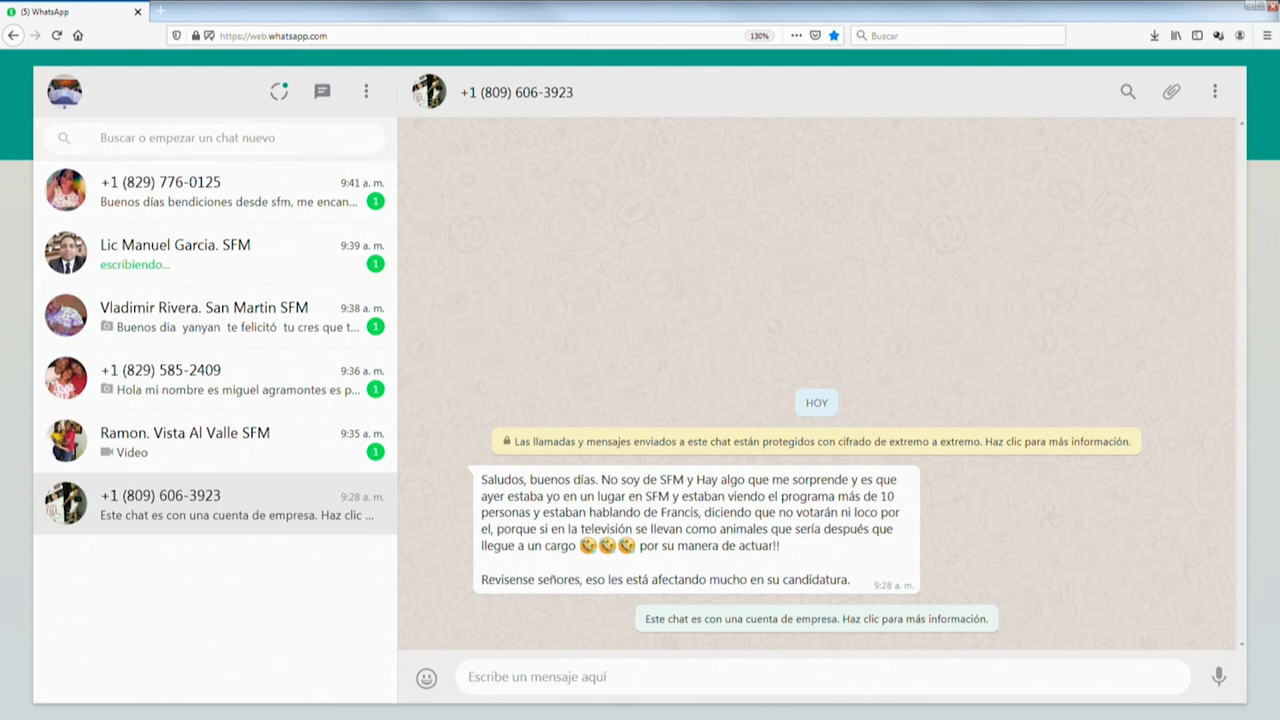 (5) WhatsApp
https://web.whatsapp.com
130%
Buscar
+1 (809) 606-3923
Buscar o empezar un chat nuevo
+1 (829) 776-0125
9:41 a. m.
Buenos días bendiciones desde sfm, me encan...
1
Lic Manuel Garcia. SFM
9:39 a. m.
escribiendo...
1
Vladimir Rivera. San Martin SFM
9:38 a. m.
Buenos dia yanyan te felicitó tu cres que t...
1
+1 (829) 585-2409
9:36 a. m.
Hola mi nombre es miguel agramontes es p...
1
Ramon. Vista Al Valle SFM
9:35 a. m.
Video
1
+1 (809) 606-3923
9:28 a. m.
Este chat es con una cuenta de empresa. Haz clic ...
HOY
Las llamadas y mensajes enviados a este chat están protegidos con cifrado de extremo a extremo. Haz clic para más información.
Saludos, buenos días. No soy de SFM y Hay algo que me sorprende y es que
ayer estaba yo en un lugar en SFM y estaban viendo el programa más de 10
personas y estaban hablando de Francis, diciendo que no votarán ni loco por
el, porque si en la televisión se llevan como animales que sería después que
llegue a un cargo 🤣🤣🤣 por su manera de actuar!!
Revisense señores, eso les está afectando mucho en su candidatura.
9:28 a. m.
Este chat es con una cuenta de empresa. Haz clic para más información.
Escribe un mensaje aquí